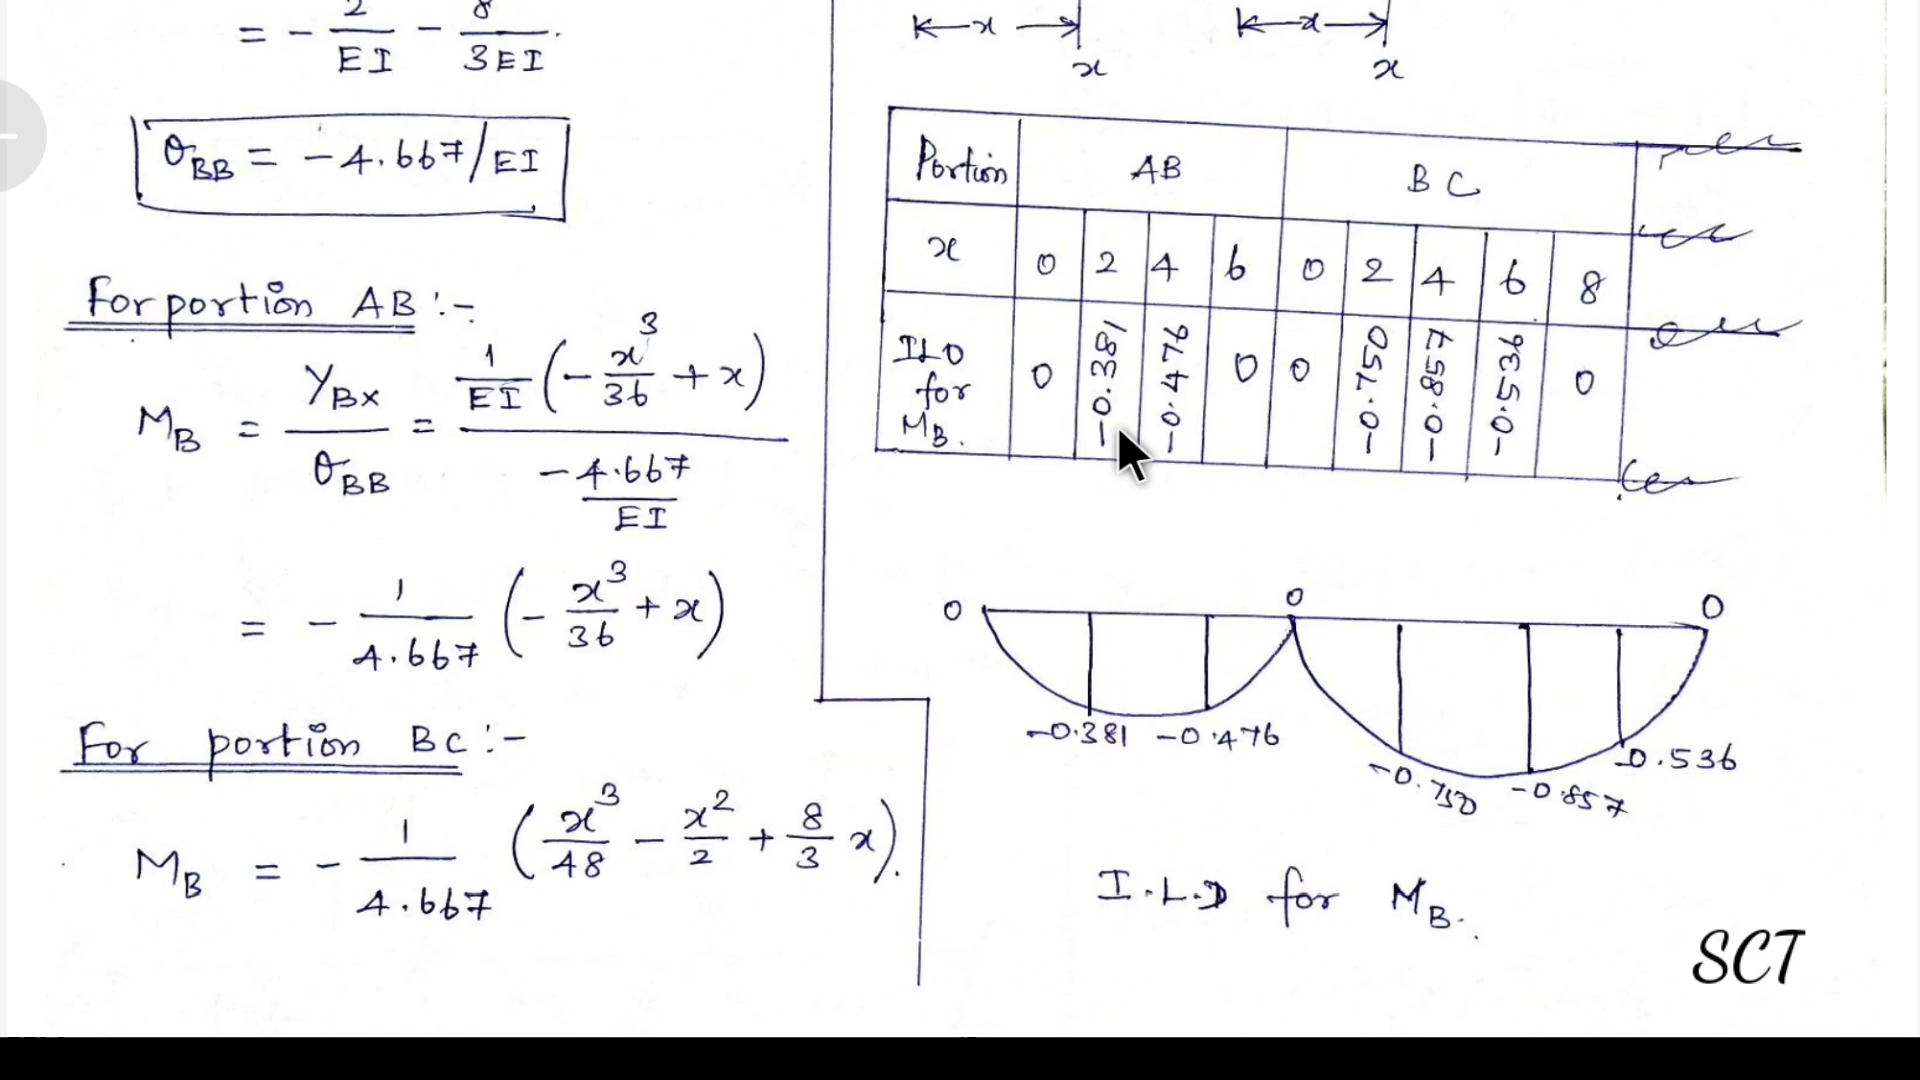 = - 2/EI - 8/3EI.
θBB = -4.667/EI
For portion AB :-
MB = YBx/θBB = 1/EI (-x³/36 + x) / (-4.667/EI)
= - 1/4.667 (-x³/36 + x)
For portion BC :-
MB = - 1/4.667 (x³/48 - x²/2 + 8/3 x).
x x
x x
Portion AB BC
x 0 2 4 6 0 2 4 6 8
ILD for MB. 0 -0.381 -0.476 0 0 -0.750 -0.857 -0.536 0
0 0 0
-0.381 -0.476 -0.750 -0.857 -0.536
I.L.D for MB.
SCT